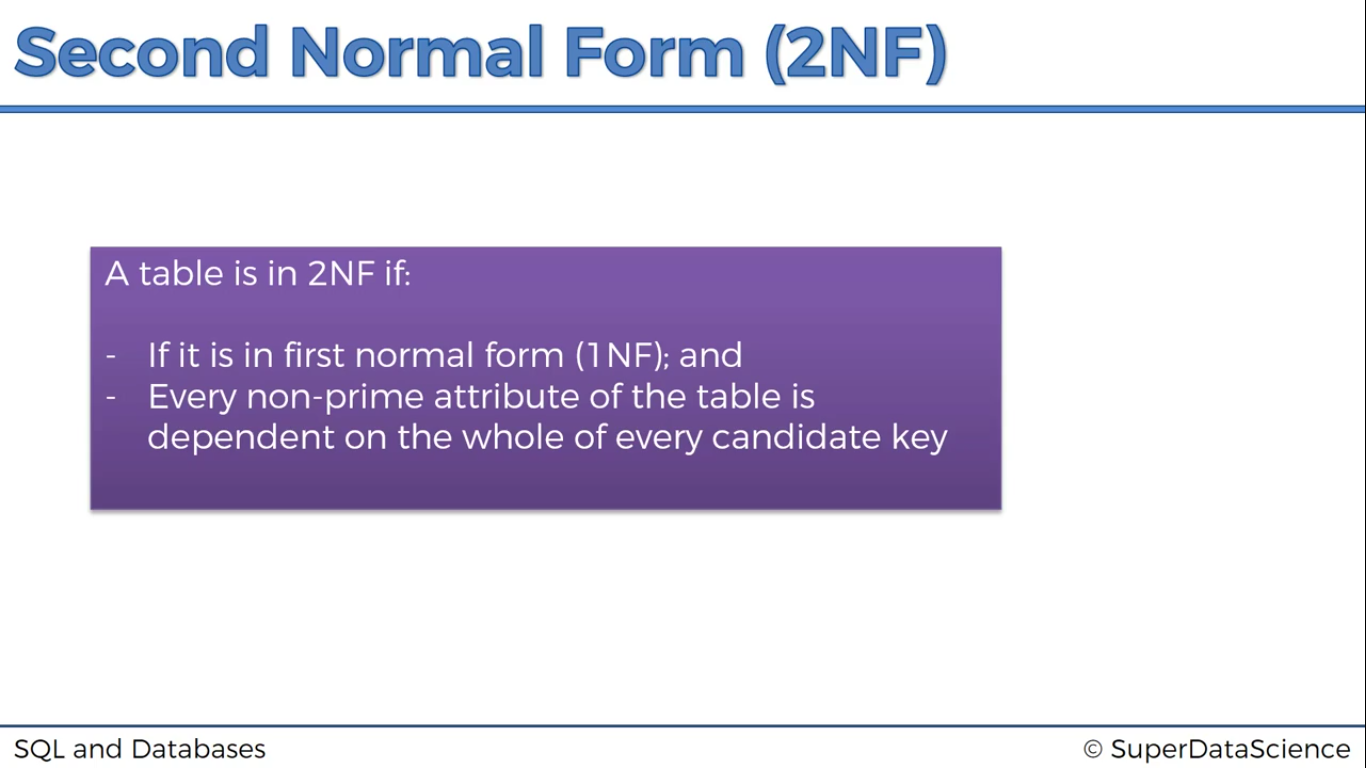 Second Normal Form (2NF)
A table is in 2NF if:
- If it is in first normal form (1NF); and
- Every non-prime attribute of the table is
dependent on the whole of every candidate key
SQL and Databases
© SuperDataScience